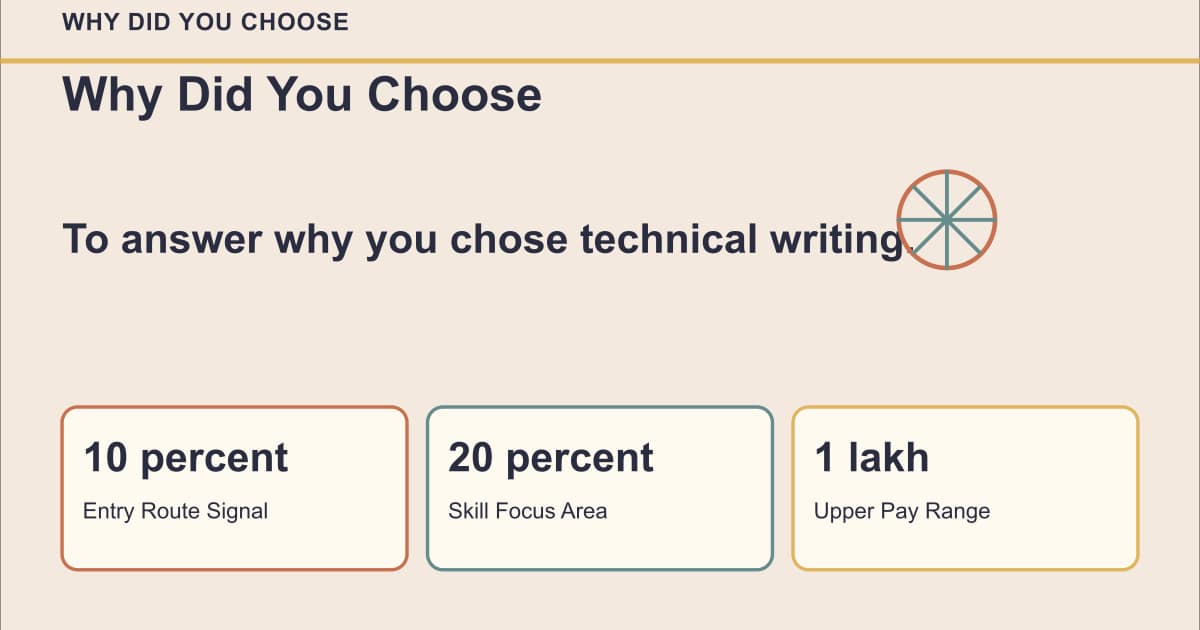 WHY DID YOU CHOOSE
Why Did You Choose
To answer why you chose technical writing.
10 percent
Entry Route Signal
20 percent
Skill Focus Area
1 lakh
Upper Pay Range